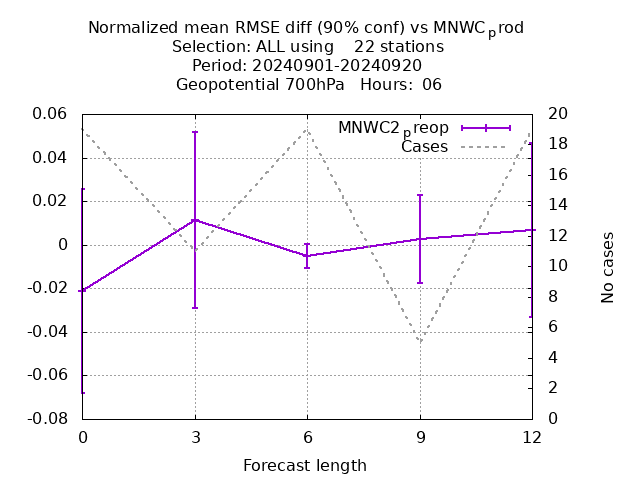 Normalized mean RMSE diff (90% conf) vs MNWCprod
Selection: ALL using    22 stations
Period: 20240901-20240920
Geopotential 700hPa   Hours:  06
MNWC2preop
Cases
0.06
0.04
0.02
0
-0.02
-0.04
-0.06
-0.08
20
18
16
14
12
10
8
6
4
2
0
No cases
0 3 6 9 12
Forecast length